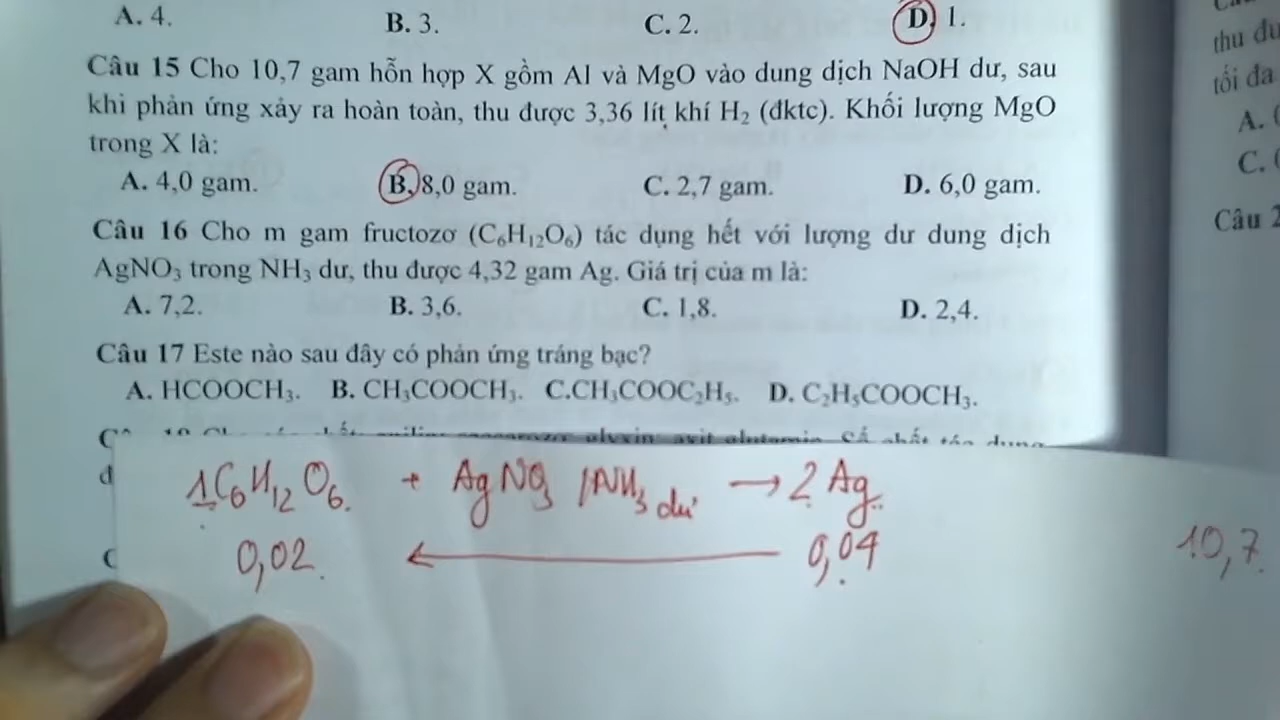 A. 4. B. 3. C. 2. D. 1.
Câu 15 Cho 10,7 gam hỗn hợp X gồm Al và MgO vào dung dịch NaOH dư, sau
khi phản ứng xảy ra hoàn toàn, thu được 3,36 lít khí H₂ (đktc). Khối lượng MgO
trong X là:
A. 4,0 gam. B. 8,0 gam. C. 2,7 gam. D. 6,0 gam.
Câu 16 Cho m gam fructozơ (C₆H₁₂O₆) tác dụng hết với lượng dư dung dịch
AgNO₃ trong NH₃ dư, thu được 4,32 gam Ag. Giá trị của m là:
A. 7,2. B. 3,6. C. 1,8. D. 2,4.
Câu 17 Este nào sau đây có phản ứng tráng bạc?
A. HCOOCH₃. B. CH₃COOCH₃. C.CH₃COOC₂H₅. D. C₂H₅COOCH₃.
1C₆H₁₂O₆ + AgNO₃ /NH₃ dư → 2 Ag
0,02 ← 0,04
10,7
thu đư
tối đa
A.
C.
Câu 2